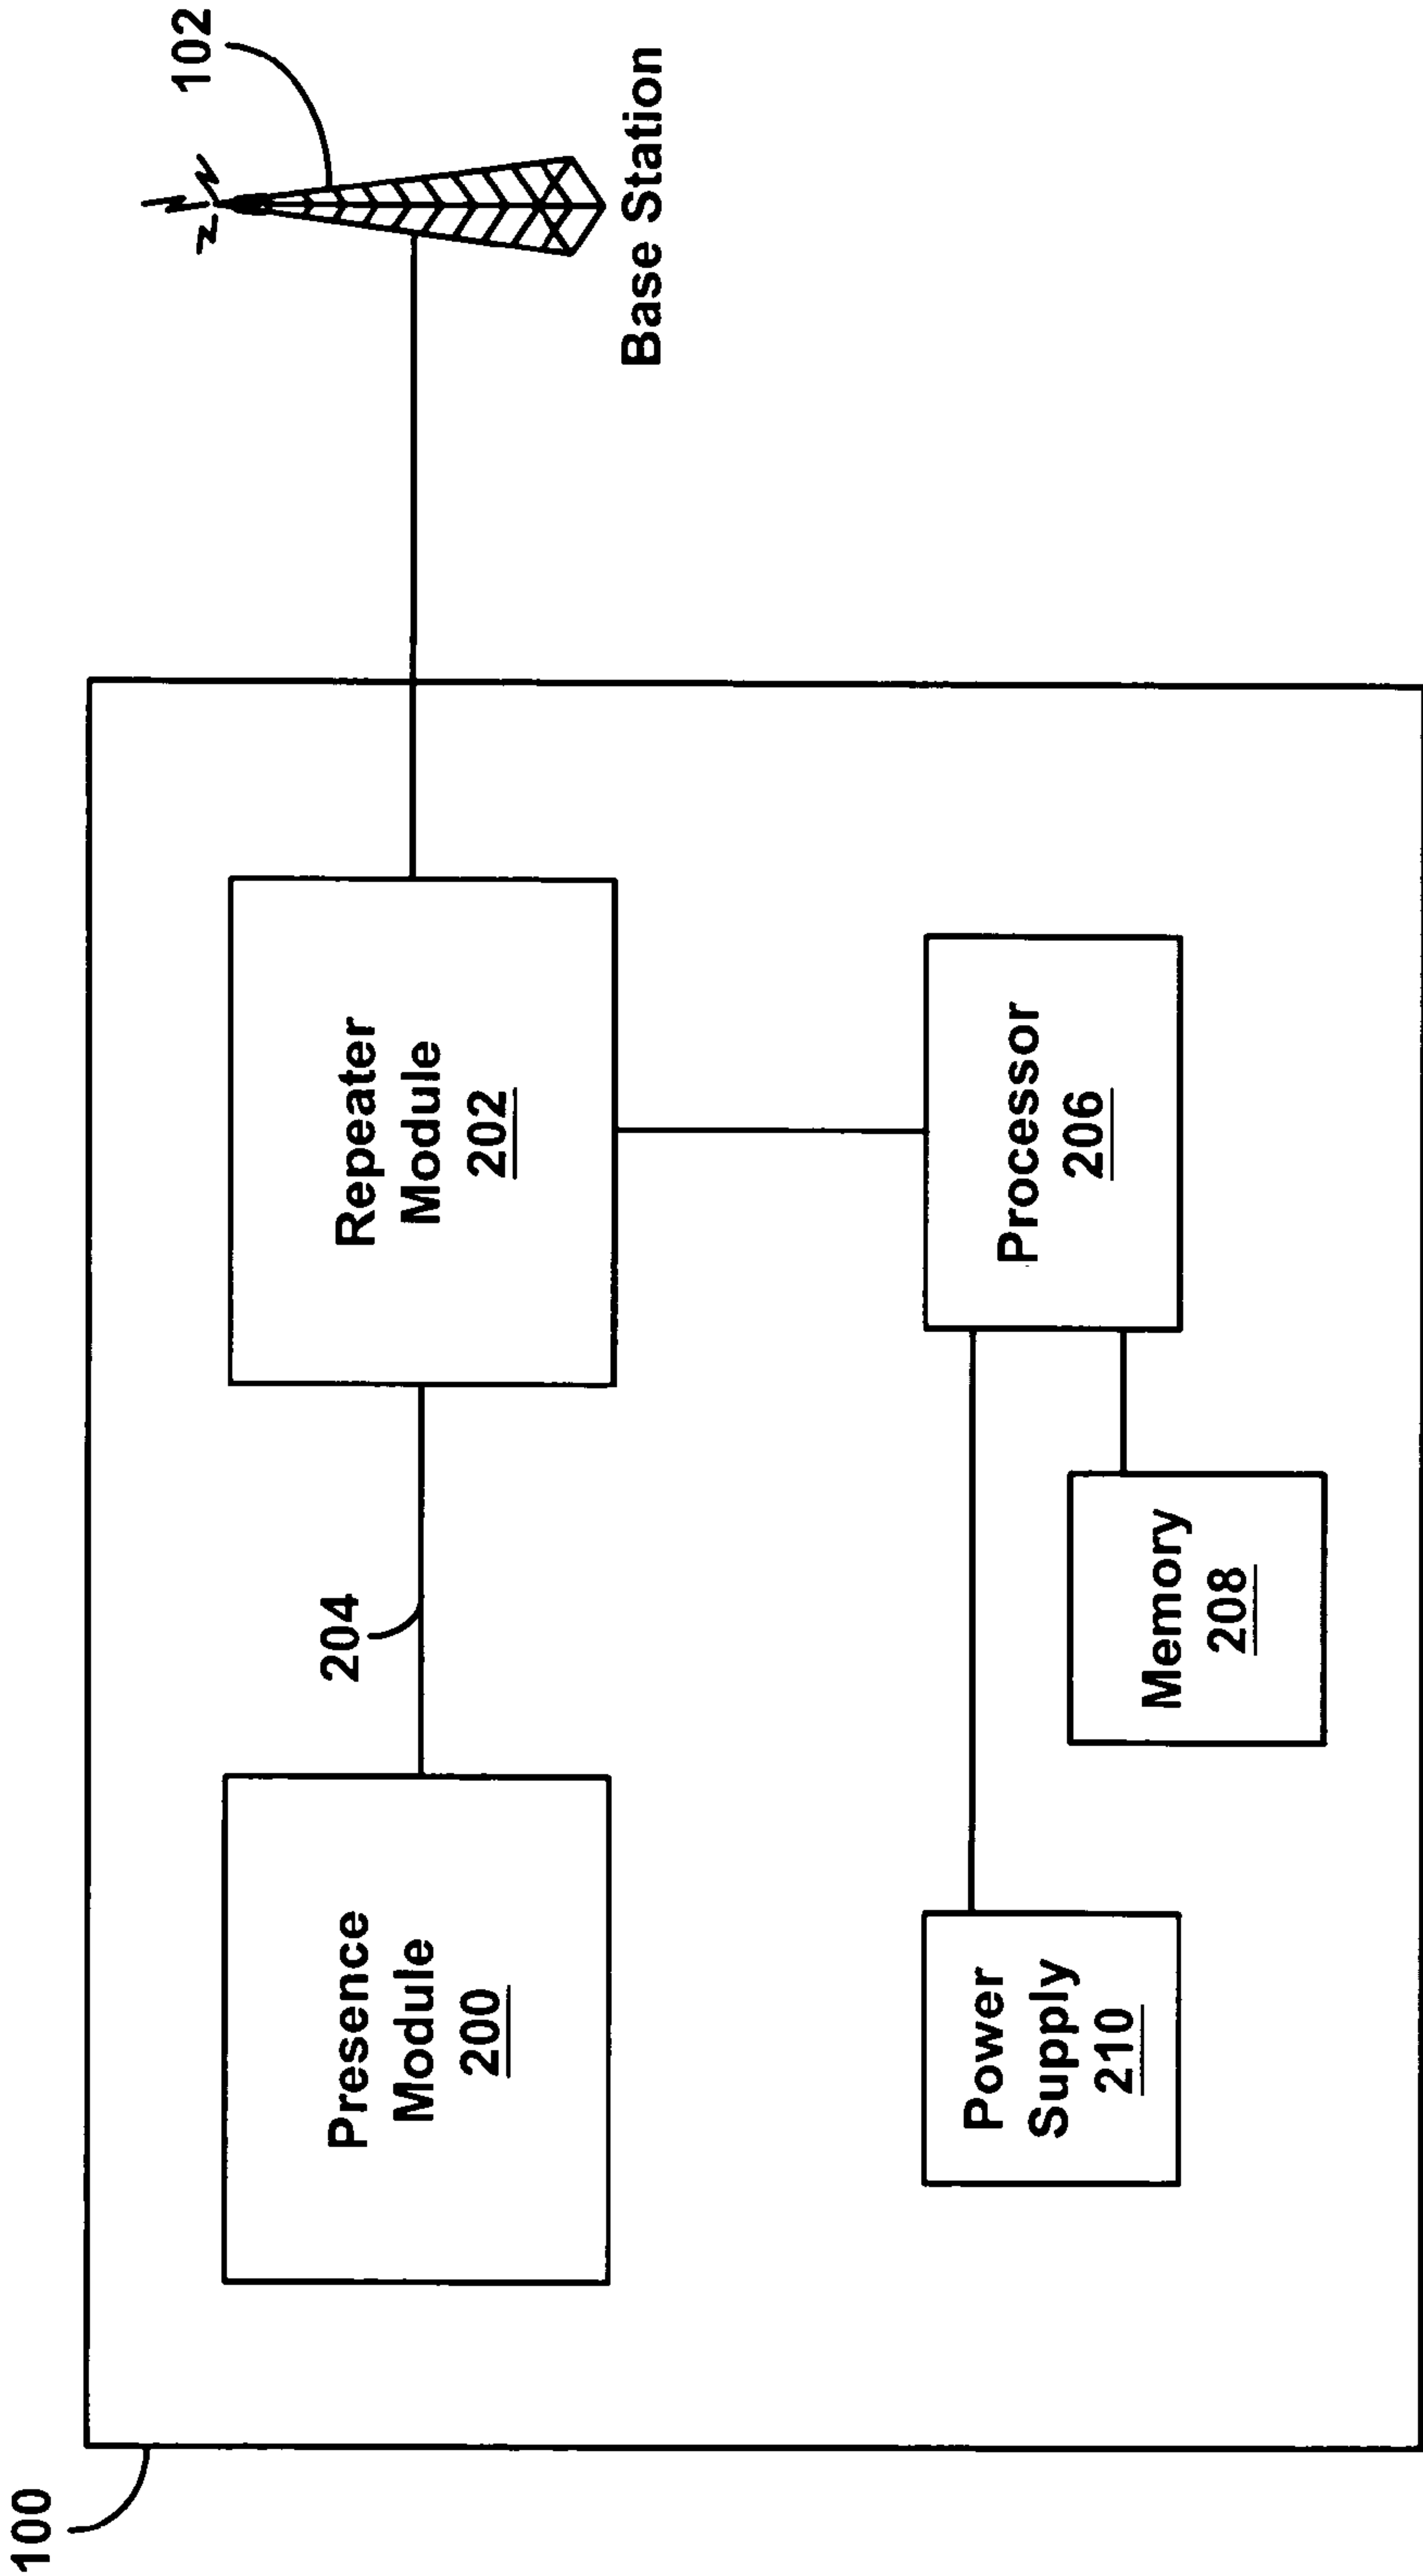 100
Presence
Module
200
204
Repeater
Module
202
102
Base Station
Power
Supply
210
Memory
208
Processor
206